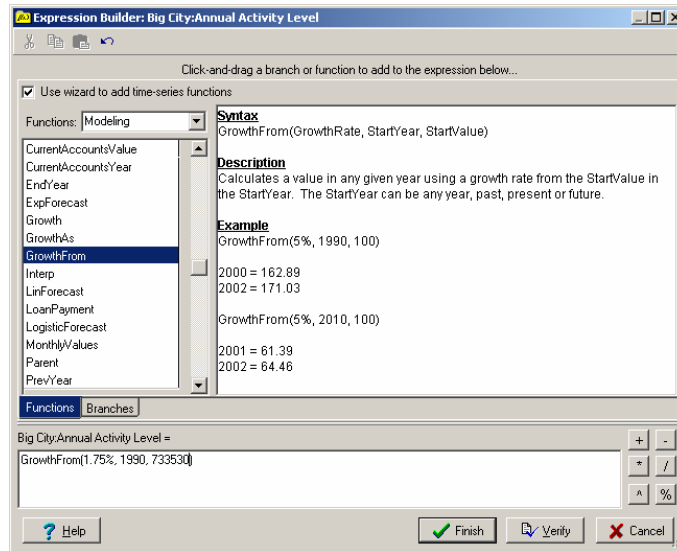 Expression Builder: Big City:Annual Activity Level
Click-and-drag a branch or function to add to the expression below...
Use wizard to add time-series functions
Functions: Modeling
CurrentAccountsValue
CurrentAccountsYear
EndYear
ExpForecast
Growth
GrowthAs
GrowthFrom
Interp
LinForecast
LoanPayment
LogisticForecast
MonthlyValues
Parent
PrevYear
Syntax
GrowthFrom(GrowthRate, StartYear, StartValue)
Description
Calculates a value in any given year using a growth rate from the StartValue in
the StartYear. The StartYear can be any year, past, present or future.
Example
GrowthFrom(5%, 1990, 100)
2000 = 162.89
2002 = 171.03
GrowthFrom(5%, 2010, 100)
2001 = 61.39
2002 = 64.46
Functions Branches
Big City:Annual Activity Level =
GrowthFrom(1.75%, 1990, 733530)
+ -
* /
^ %
? Help
Finish
Verify
Cancel